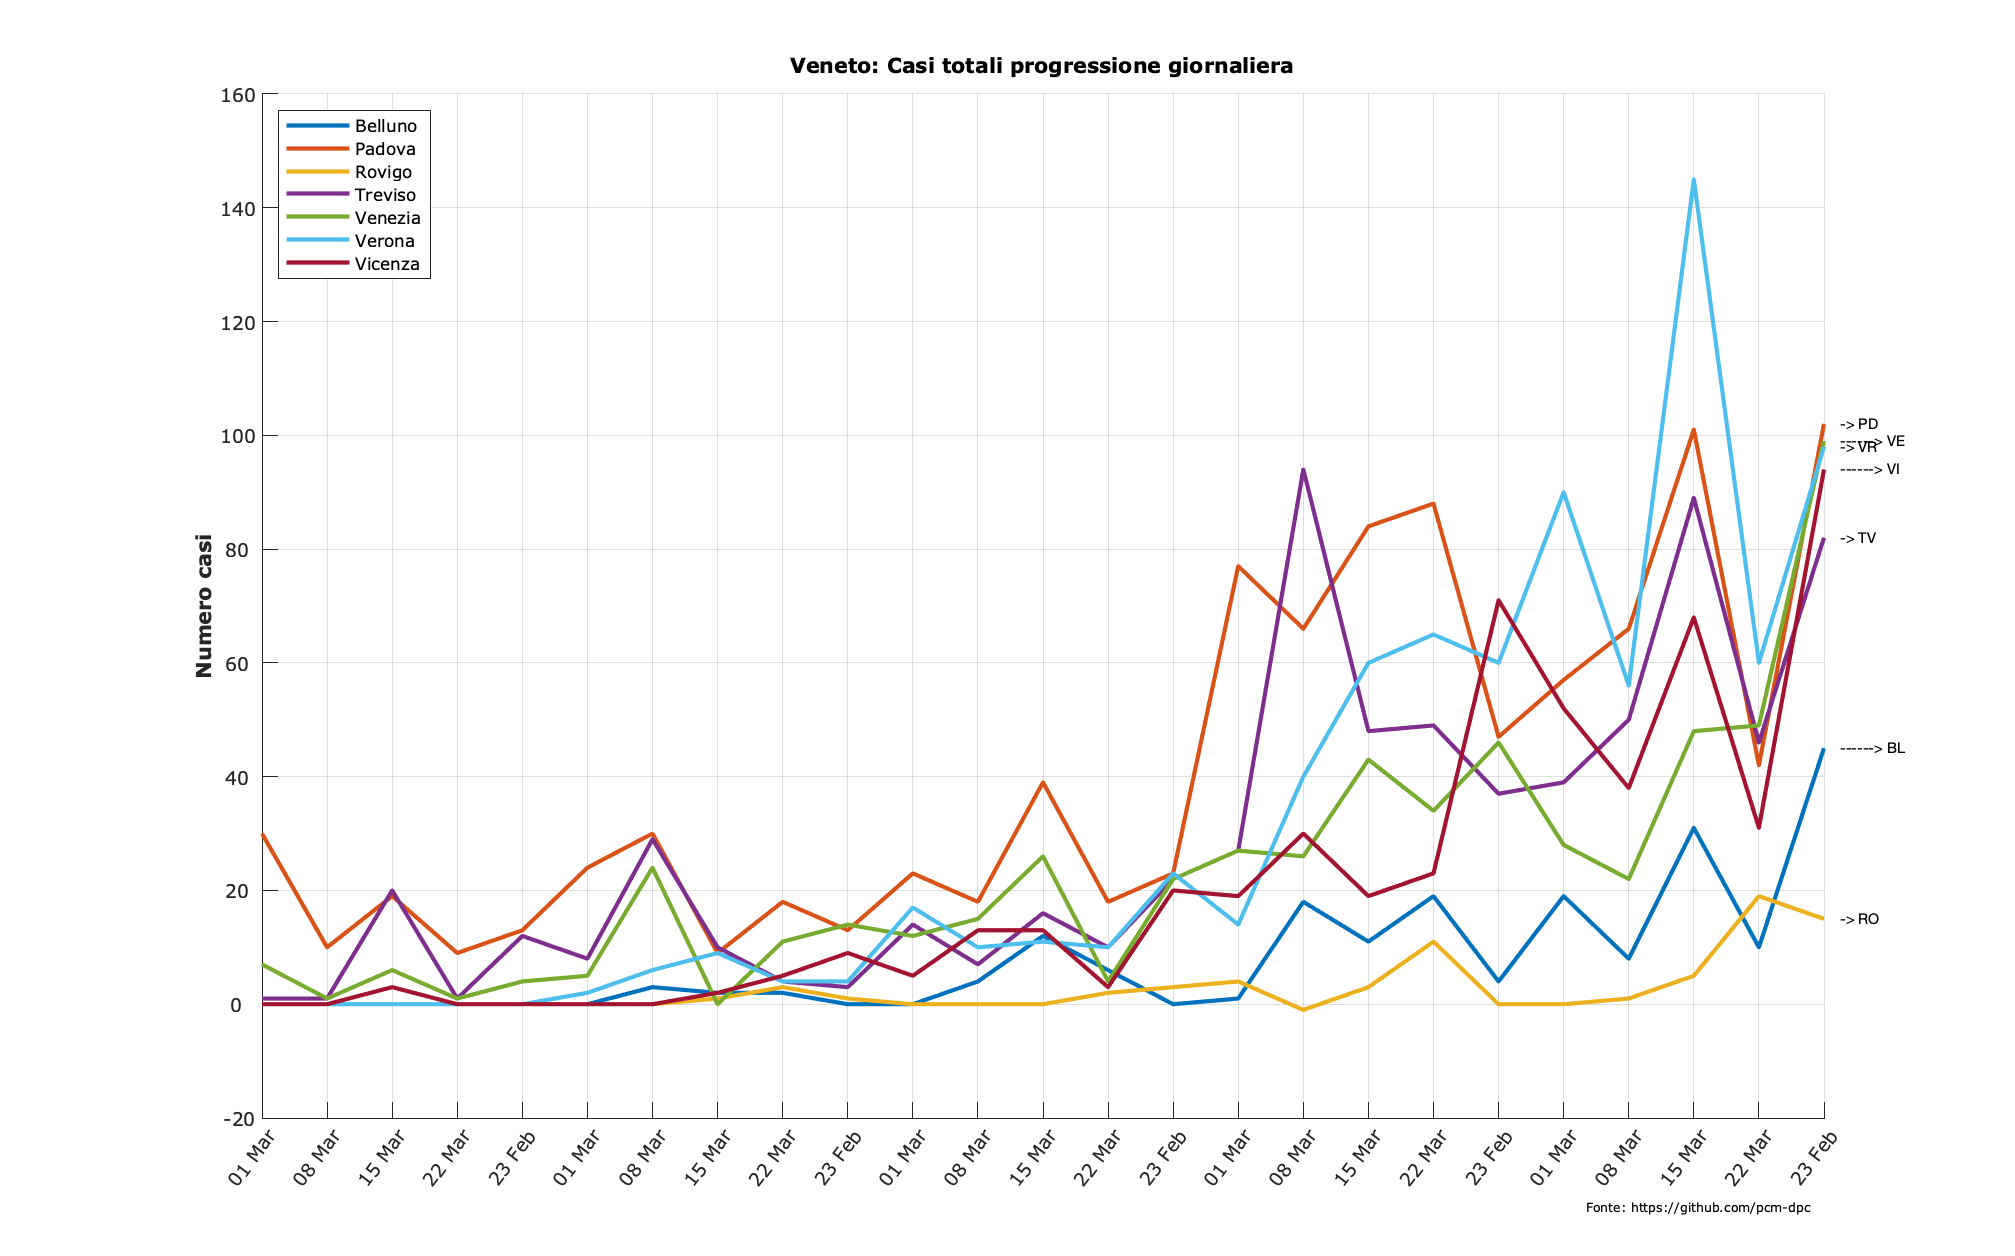 Veneto: Casi totali progressione giornaliera
160
140
120
100
80
60
40
20
0
-20
Numero casi
Belluno
Padova
Rovigo
Treviso
Venezia
Verona
Vicenza
-> PD
------> VE
-> VR
------> VI
-> TV
------> BL
-> RO
01 Mar
08 Mar
15 Mar
22 Mar
23 Feb
01 Mar
08 Mar
15 Mar
22 Mar
23 Feb
01 Mar
08 Mar
15 Mar
22 Mar
23 Feb
01 Mar
08 Mar
15 Mar
22 Mar
23 Feb
01 Mar
08 Mar
15 Mar
22 Mar
23 Feb
Fonte: https://github.com/pcm-dpc